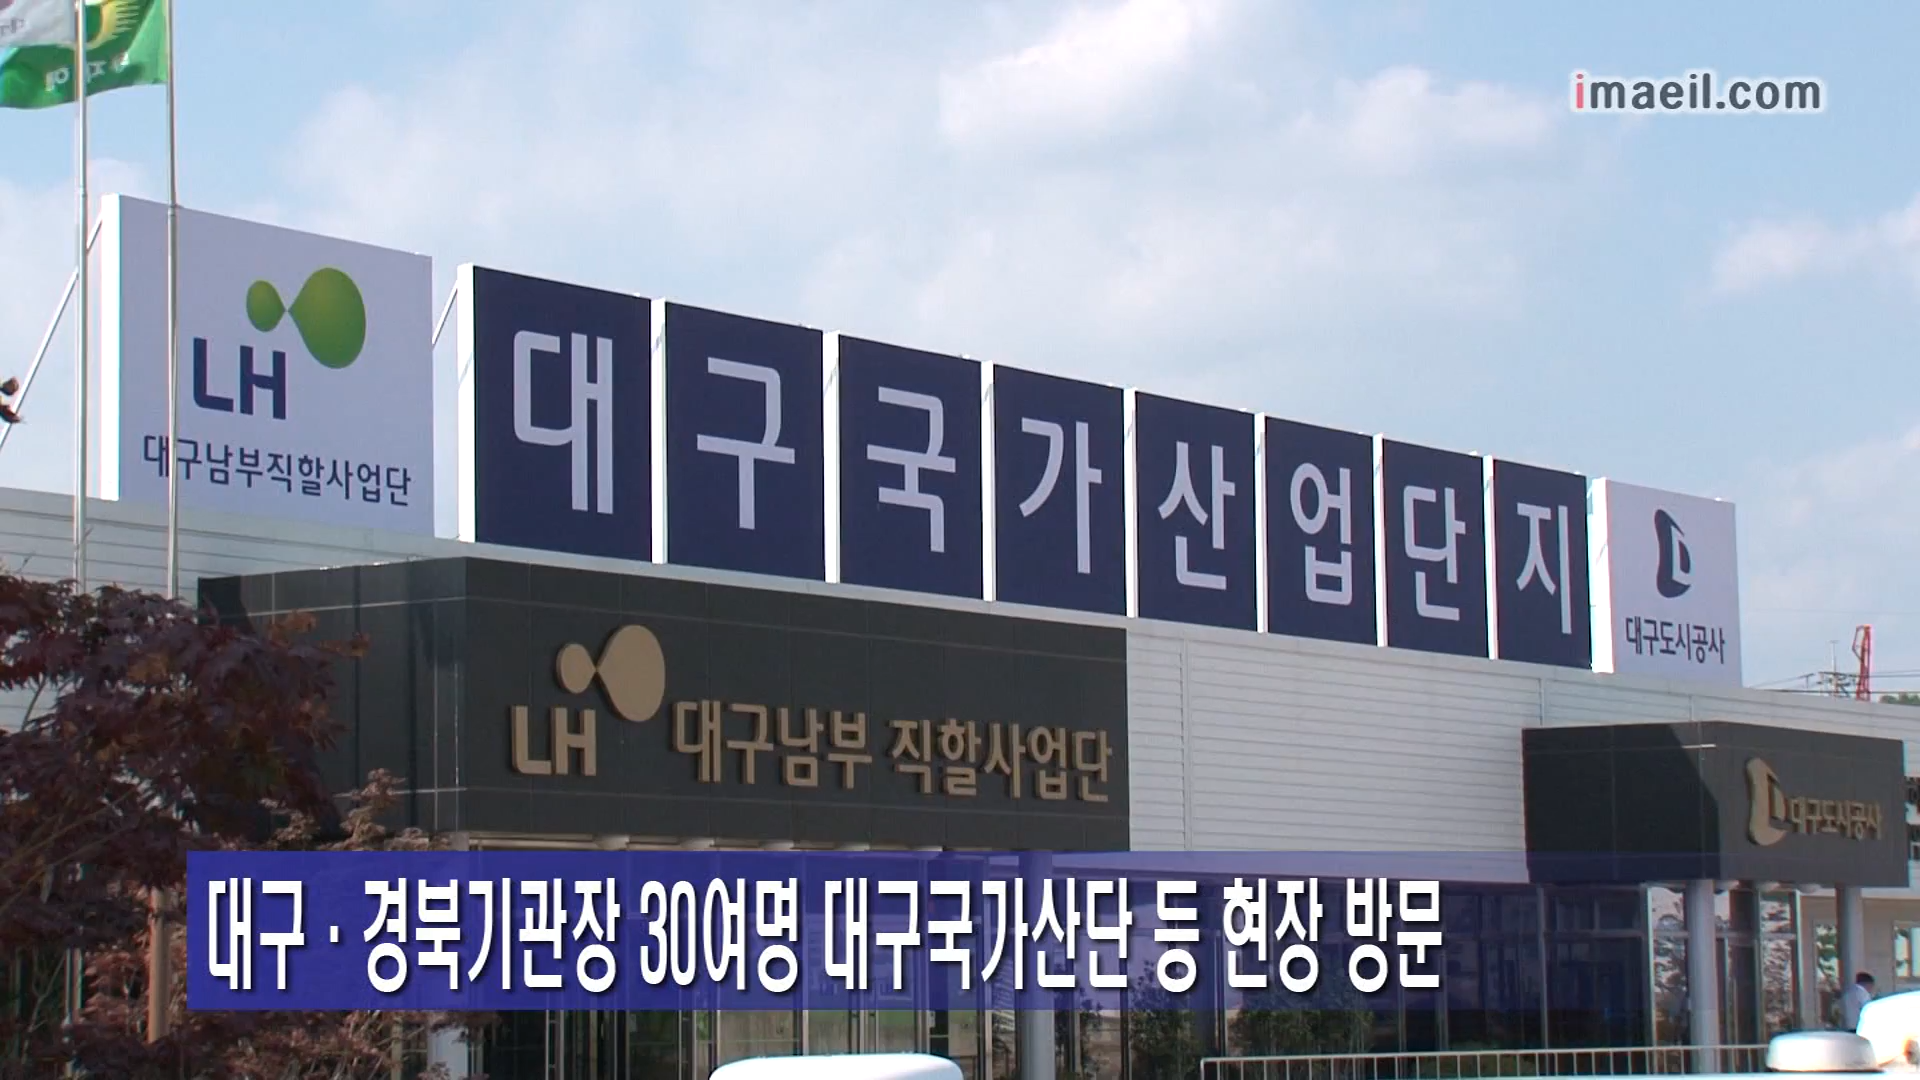 imaeil.com
LH
대구남부직할사업단
대구국가산업단지
대구도시공사
LH 대구남부 직할사업단
대구도시공사
대구·경북기관장 30여명 대구국가산단 등 현장 방문